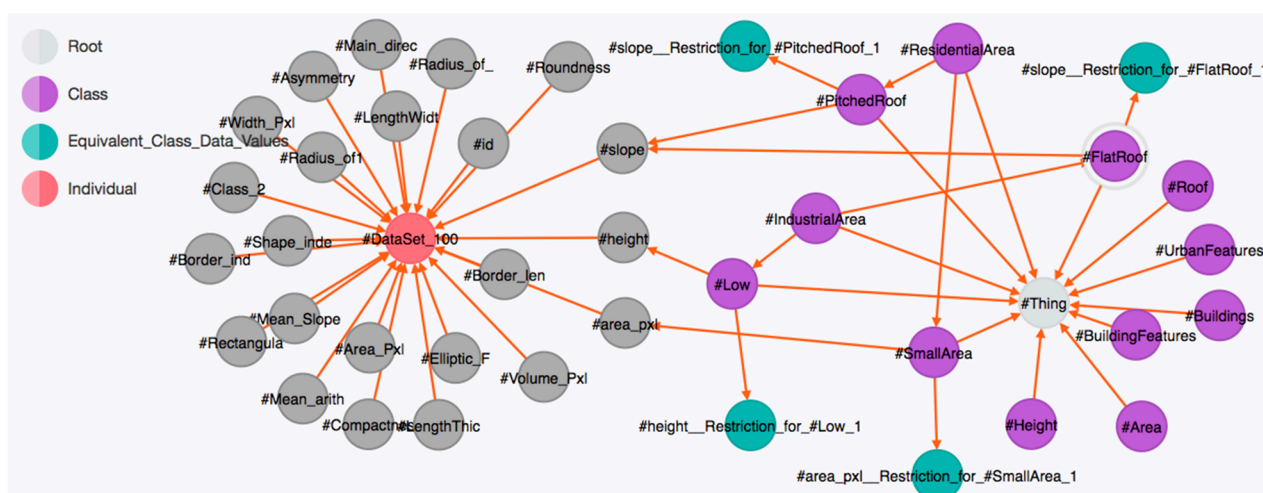 Root
Class
Equivalent_Class_Data_Values
Individual
#Main_direc
#Radius_of_
#Roundness
#Asymmetry
#LengthWidt
#Width_Pxl
#id
#Radius_of1
#Class_2
#DataSet_100
#Shape_inde
#Border_ind
#Border_len
#Mean_Slope
#Rectangula
#Area_Pxl
#Elliptic_F
#Volume_Pxl
#Mean_arith
#LengthThic
#slope__Restriction_for_#PitchedRoof_1
#ResidentialArea
#slope__Restriction_for_#FlatRoof_1
#PitchedRoof
#slope
#FlatRoof
#Roof
#IndustrialArea
#height
#UrbanFeatures
#Low
#Thing
#area_pxl
#Buildings
#BuildingFeatures
#SmallArea
#height__Restriction_for_#Low_1
#Height
#Area
#area_pxl__Restriction_for_#SmallArea_1